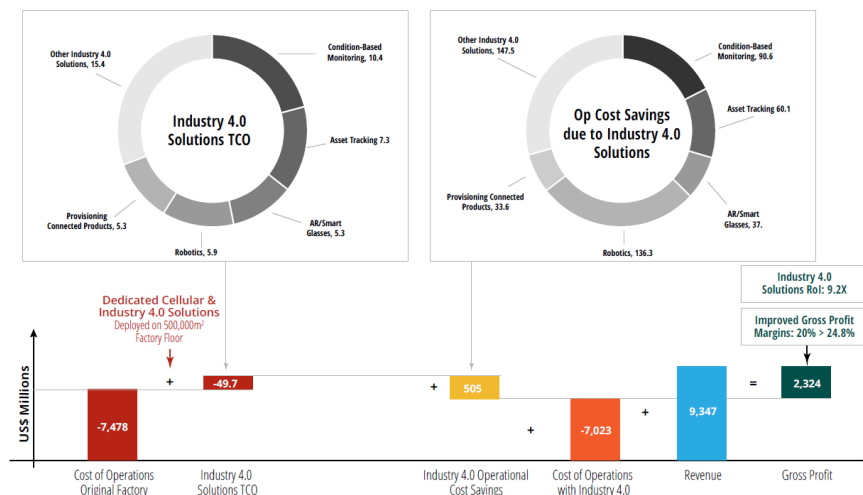 Other Industry 4.0
Solutions, 15.4
Condition-Based
Monitoring, 10.4
Industry 4.0
Solutions TCO
Asset Tracking 7.3
Provisioning
Connected Products, 5.3
AR/Smart
Glasses, 5.3
Robotics, 5.9
Other Industry 4.0
Solutions, 147.5
Condition-Based
Monitoring, 90.6
Op Cost Savings
due to Industry 4.0
Solutions
Asset Tracking 60.1
Provisioning Connected
Products, 33.6
AR/Smart
Glasses, 37.
Robotics, 136.3
Industry 4.0
Solutions RoI: 9.2X
Improved Gross Profit
Margins: 20% > 24.8%
Dedicated Cellular &
Industry 4.0 Solutions
Deployed on 500,000m²
Factory Floor
US$ Millions
-7,478
+
-49.7
+
505
+
-7,023
+
9,347
=
2,324
Cost of Operations
Original Factory
Industry 4.0
Solutions TCO
Industry 4.0 Operational
Cost Savings
Cost of Operations
with Industry 4.0
Revenue
Gross Profit